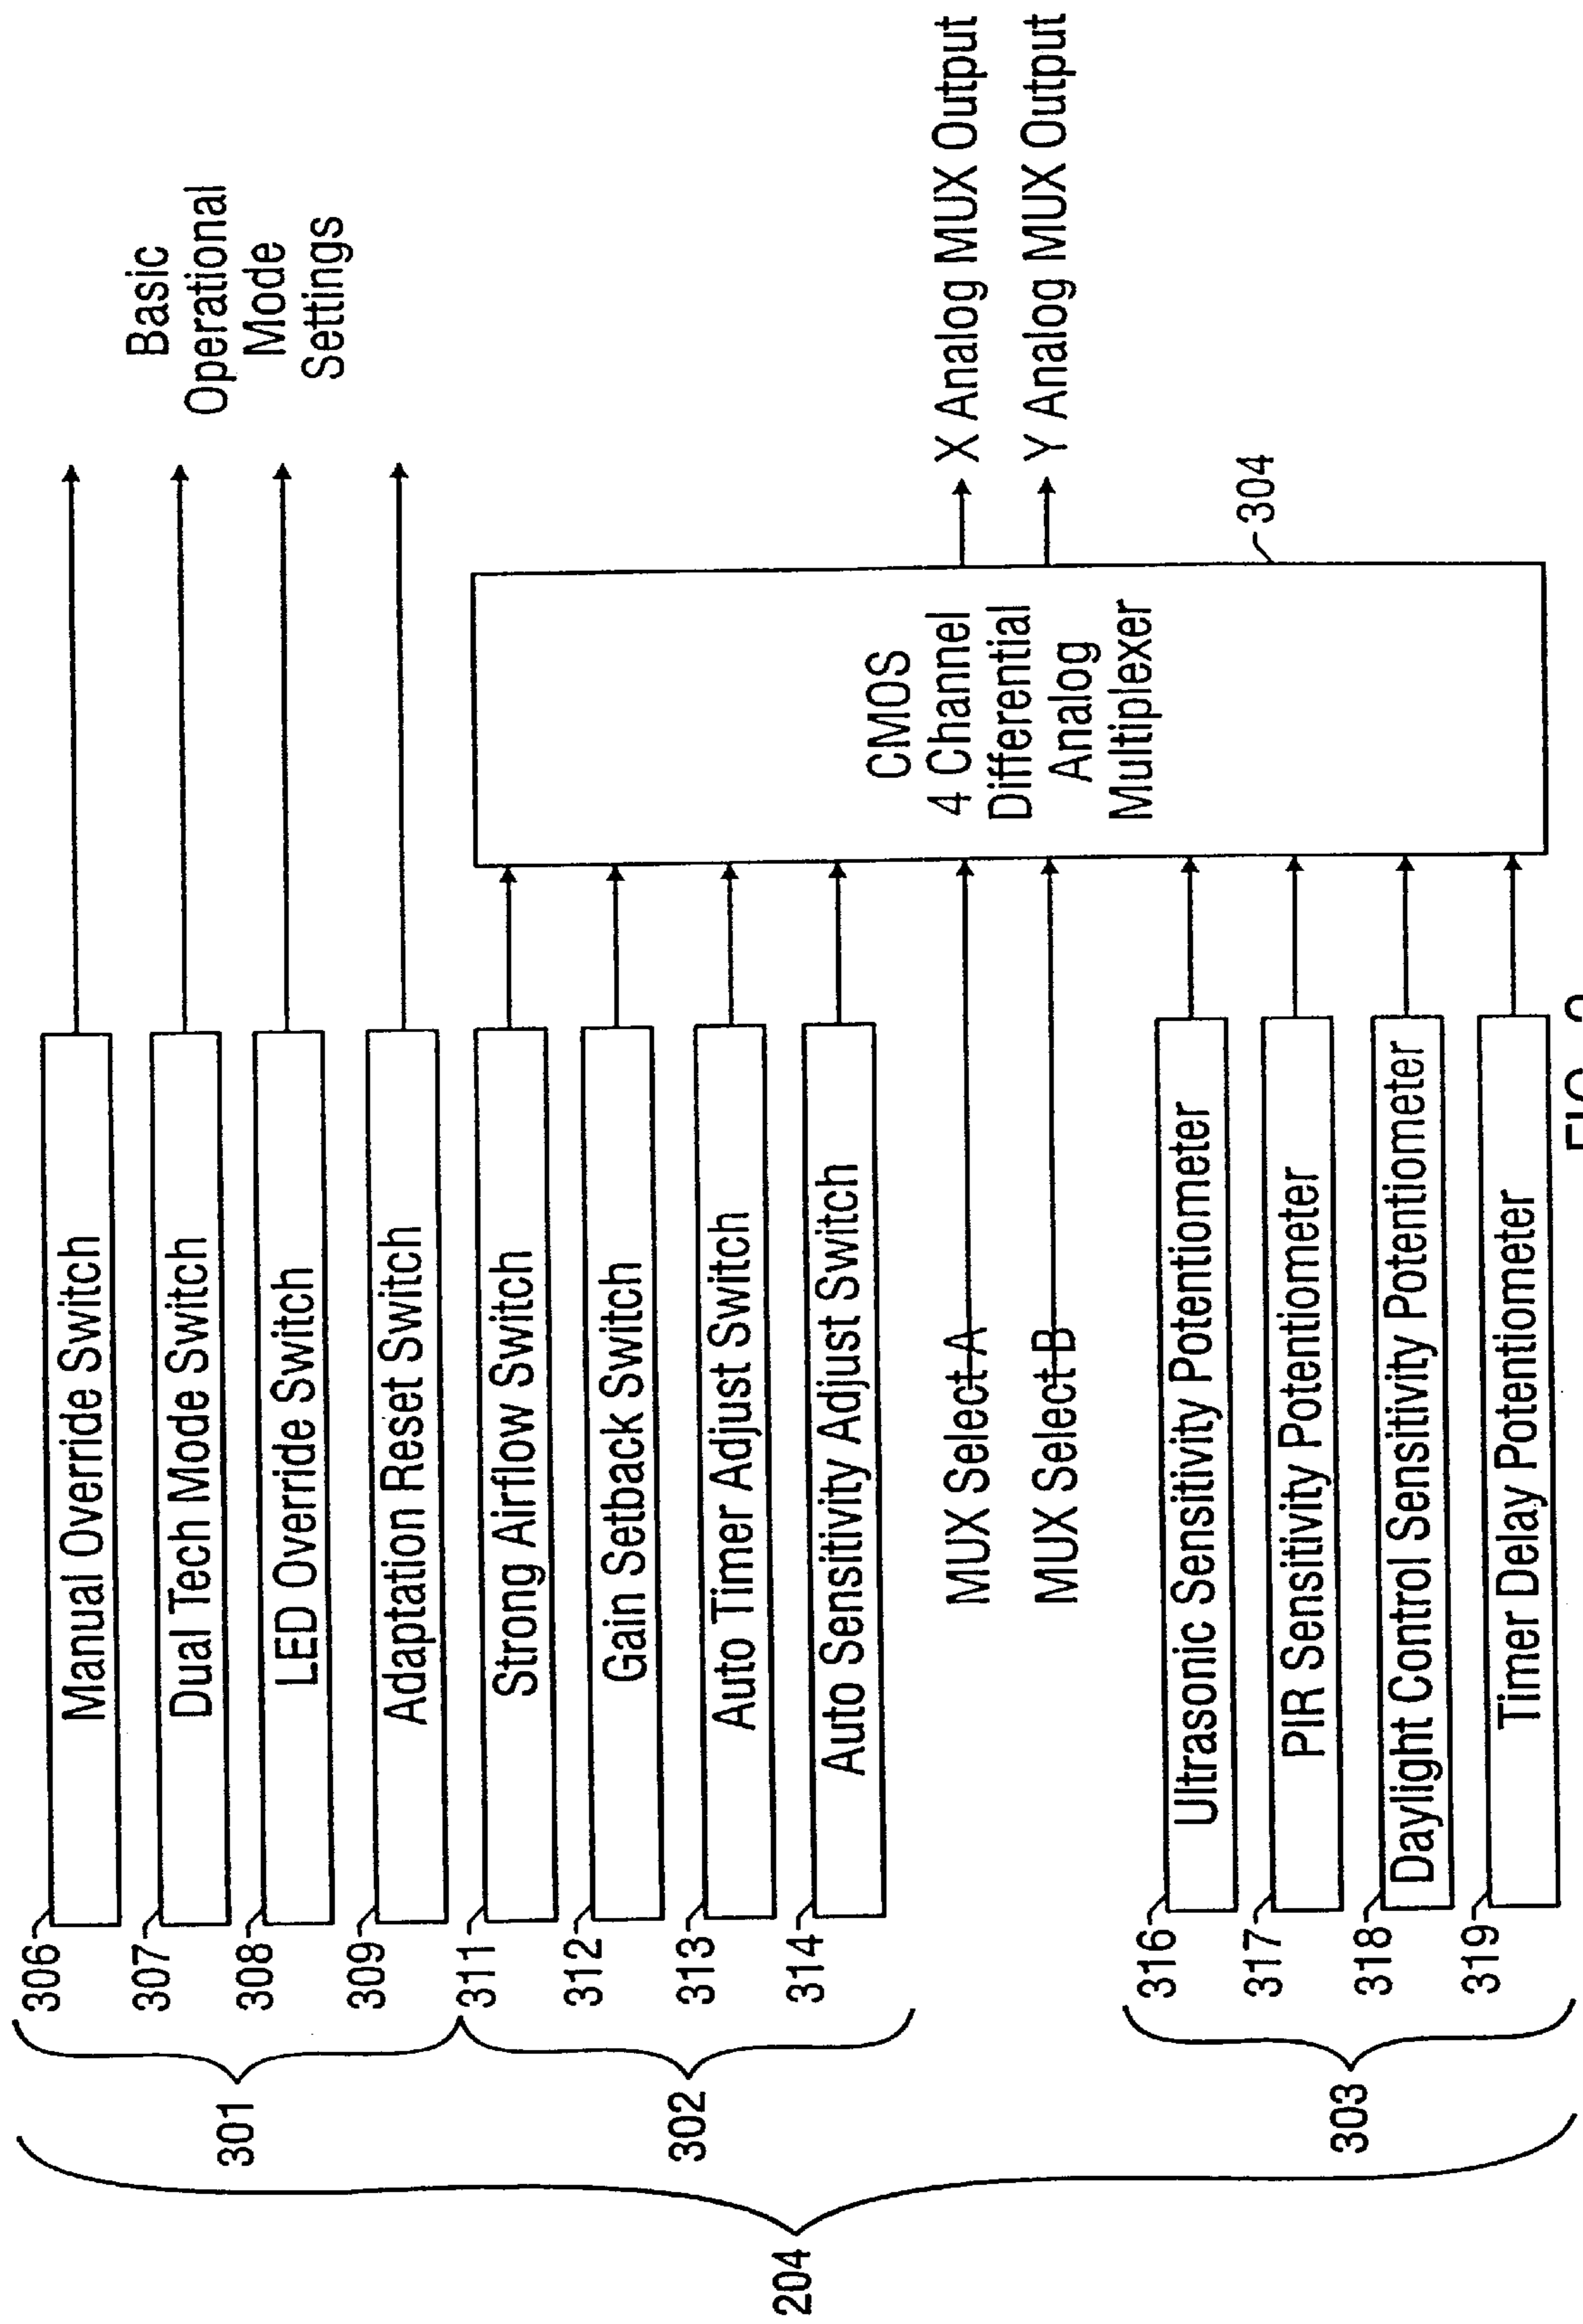 Basic
Operational
Mode
Settings
306
Manual Override Switch
307
Dual Tech Mode Switch
308
LED Override Switch
309
Adaptation Reset Switch
301
311
Strong Airflow Switch
312
Gain Setback Switch
313
Auto Timer Adjust Switch
314
Auto Sensitivity Adjust Switch
302
204
MUX Select A
MUX Select B
CMOS
4 Channel
Differential
Analog
Multiplexer
304
X Analog MUX Output
Y Analog MUX Output
316
Ultrasonic Sensitivity Potentiometer
317
PIR Sensitivity Potentiometer
318
Daylight Control Sensitivity Potentiometer
319
Timer Delay Potentiometer
303